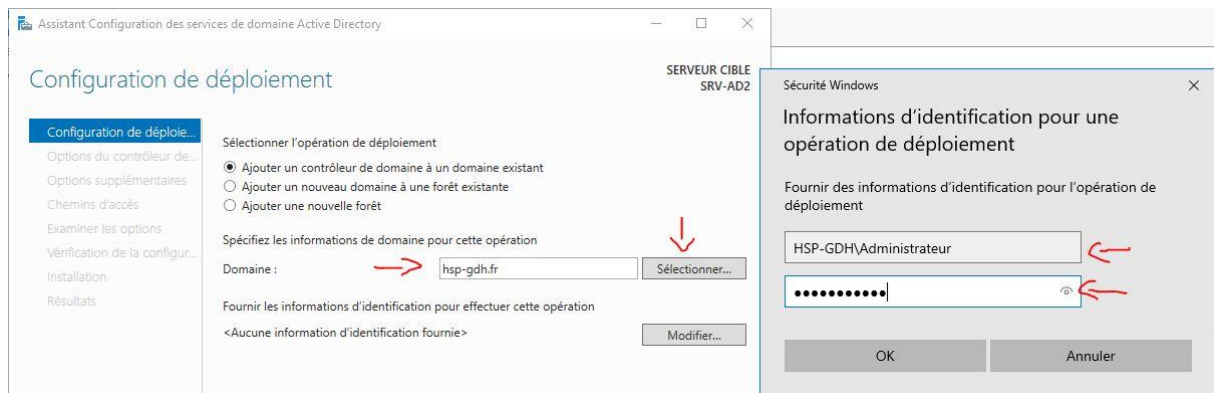 Assistant Configuration des services de domaine Active Directory
Configuration de déploiement
SERVEUR CIBLE
SRV-AD2
Configuration de déploie...
Options du contrôleur de...
Options supplémentaires
Chemins d'accès
Examiner les options
Vérification de la configur...
Installation
Résultats
Sélectionner l'opération de déploiement
Ajouter un contrôleur de domaine à un domaine existant
Ajouter un nouveau domaine à une forêt existante
Ajouter une nouvelle forêt
Spécifiez les informations de domaine pour cette opération
Domaine :
hsp-gdh.fr
Sélectionner...
Fournir les informations d'identification pour effectuer cette opération
<Aucune information d'identification fournie>
Modifier...
Sécurité Windows
Informations d'identification pour une
opération de déploiement
Fournir des informations d'identification pour l'opération de
déploiement
HSP-GDH\Administrateur
●●●●●●●●●●●
OK
Annuler